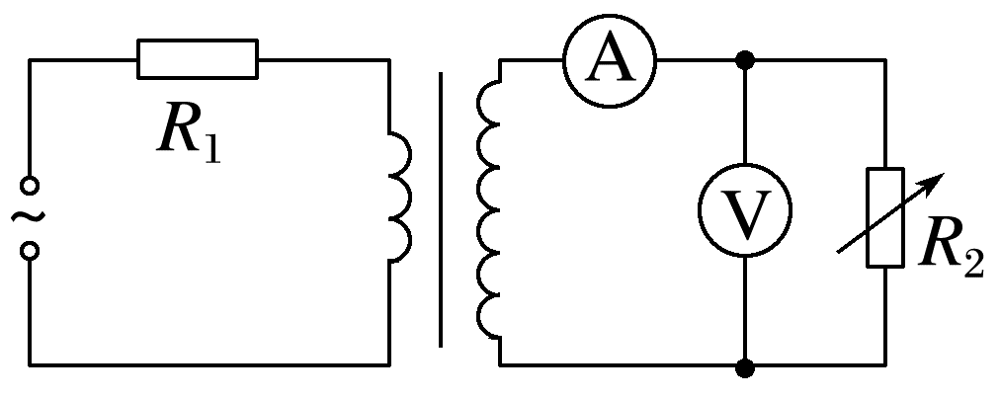 A
R₁
V
~
R₂